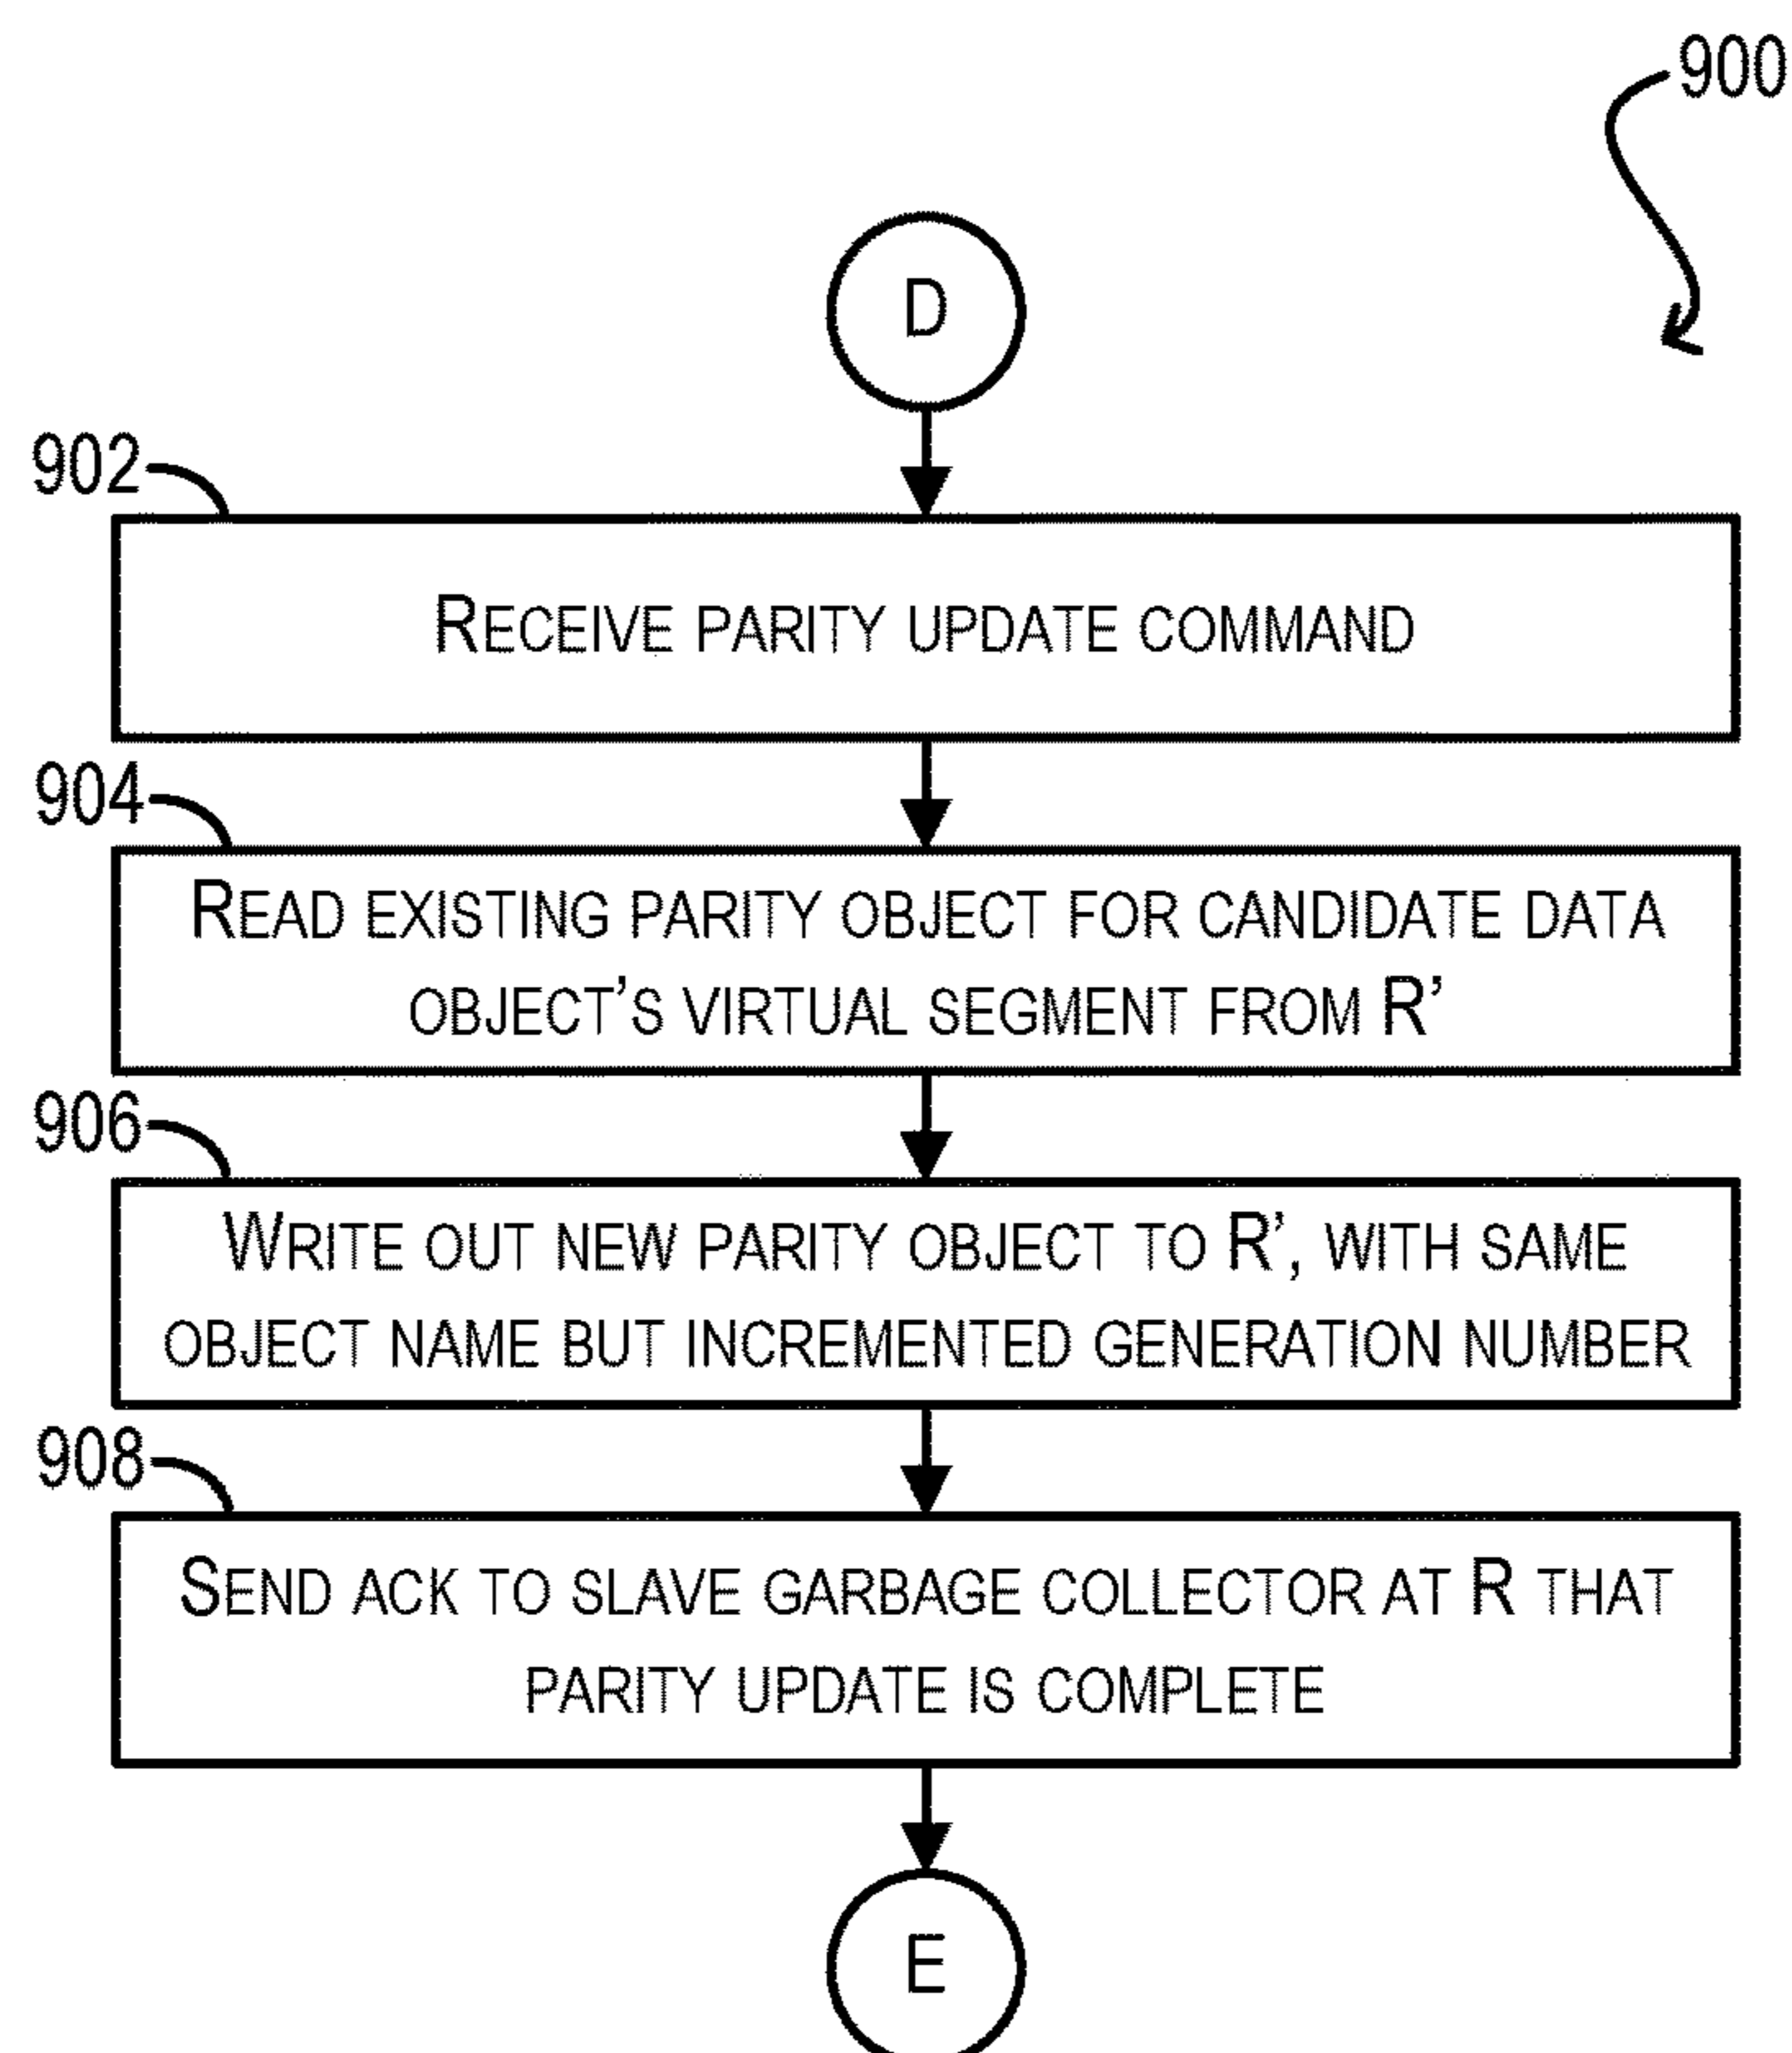 900
D
902
RECEIVE PARITY UPDATE COMMAND
904
READ EXISTING PARITY OBJECT FOR CANDIDATE DATA
OBJECT'S VIRTUAL SEGMENT FROM R'
906
WRITE OUT NEW PARITY OBJECT TO R', WITH SAME
OBJECT NAME BUT INCREMENTED GENERATION NUMBER
908
SEND ACK TO SLAVE GARBAGE COLLECTOR AT R THAT
PARITY UPDATE IS COMPLETE
E